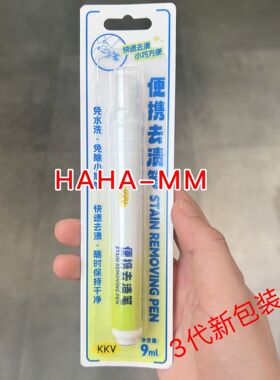 快速去渍
小巧方便
便携去渍笔
STAIN REMOVING PEN
免水洗·免除小
快速去渍·随时保持干净
HAHA-MM
KKV
便携去渍笔
STAIN REMOVING PEN
3代新包装
KKV
含量:
9ml